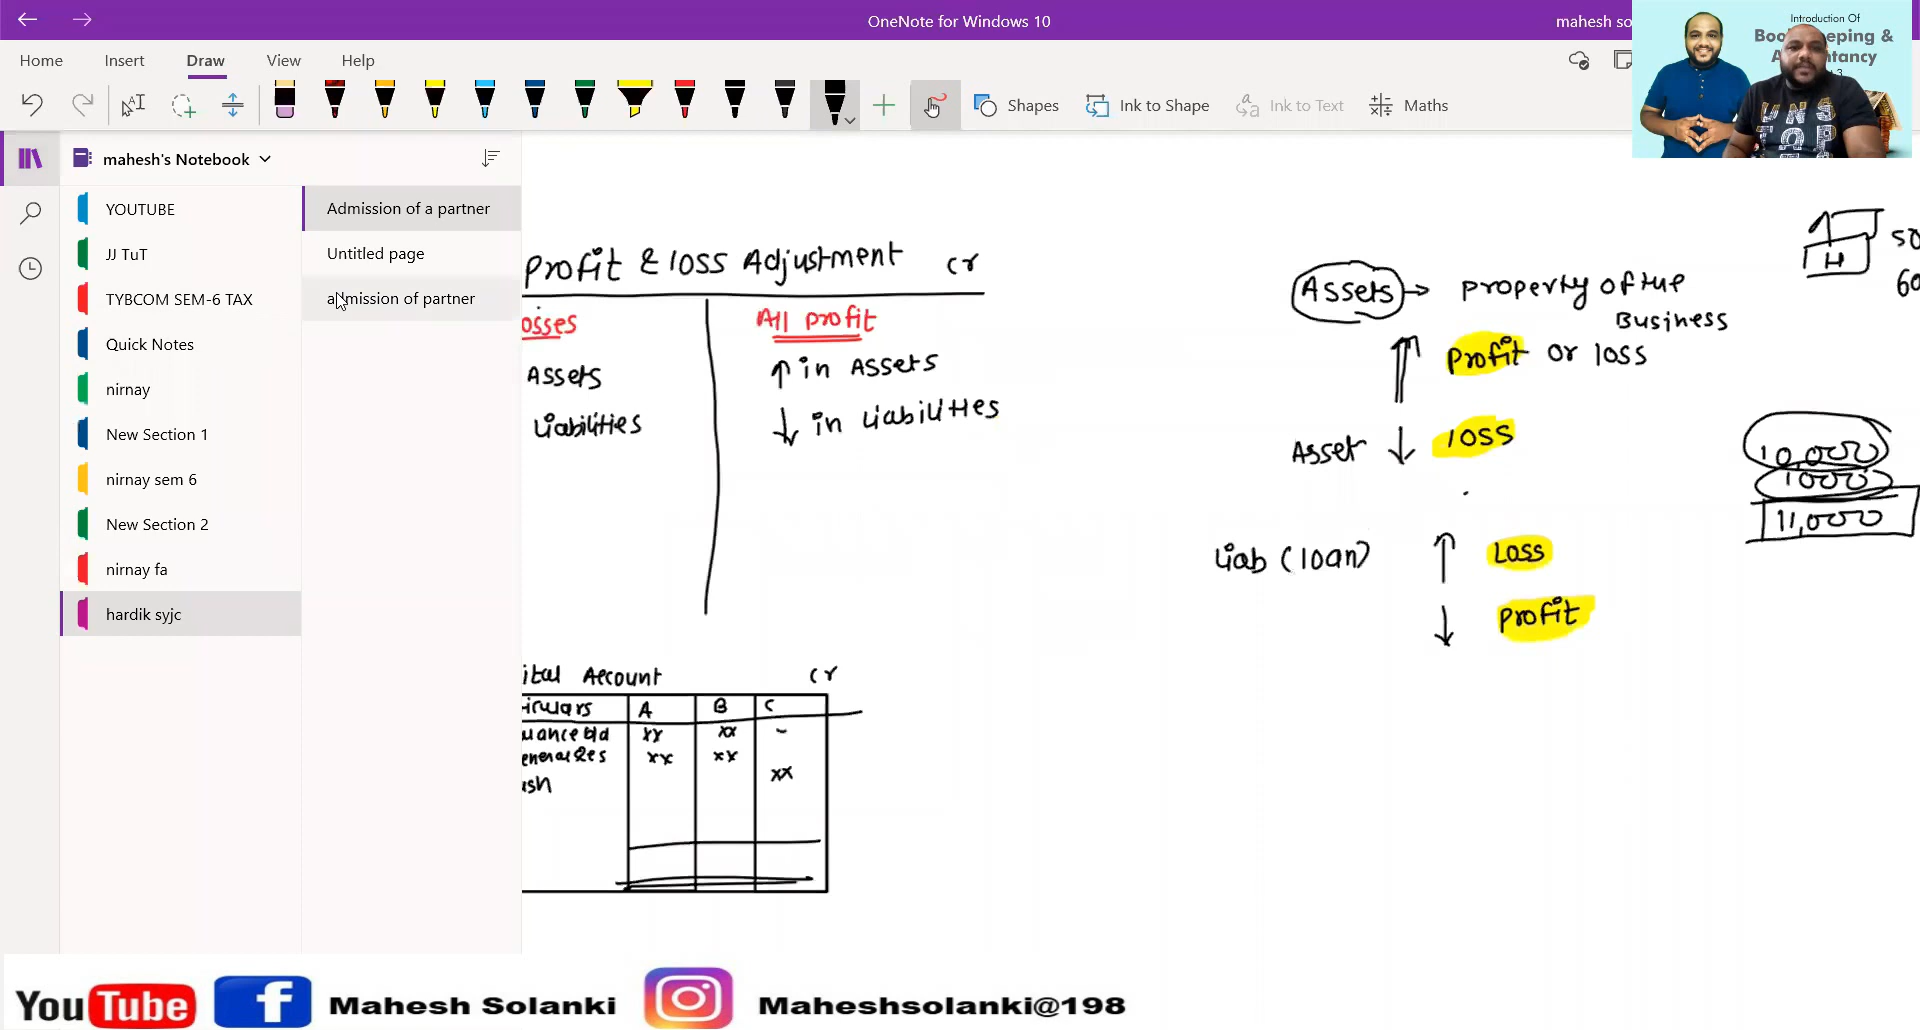 OneNote for Windows 10
mahesh so
Introduction Of
Home Insert Draw View Help
Shapes Ink to Shape Ink to Text Maths
mahesh's Notebook
YOUTUBE
JJ TuT
TYBCOM SEM-6 TAX
Quick Notes
nirnay
New Section 1
nirnay sem 6
New Section 2
nirnay fa
hardik syjc
Admission of a partner
Untitled page
admission of partner
Profit & loss Adjustment cr
osses
All profit
Assets
↑ in Assets
Liabilities
↓ in Liabilities
Assets → property of the
Business
↑ profit or loss
Asset ↓ loss
Liab (loan) ↑ Loss
↓ profit
H
50
60
10,000
1000
11,000
ital Account cr
A B C
xx xx -
xx xx
xx
YouTube f Mahesh Solanki Maheshsolanki@198